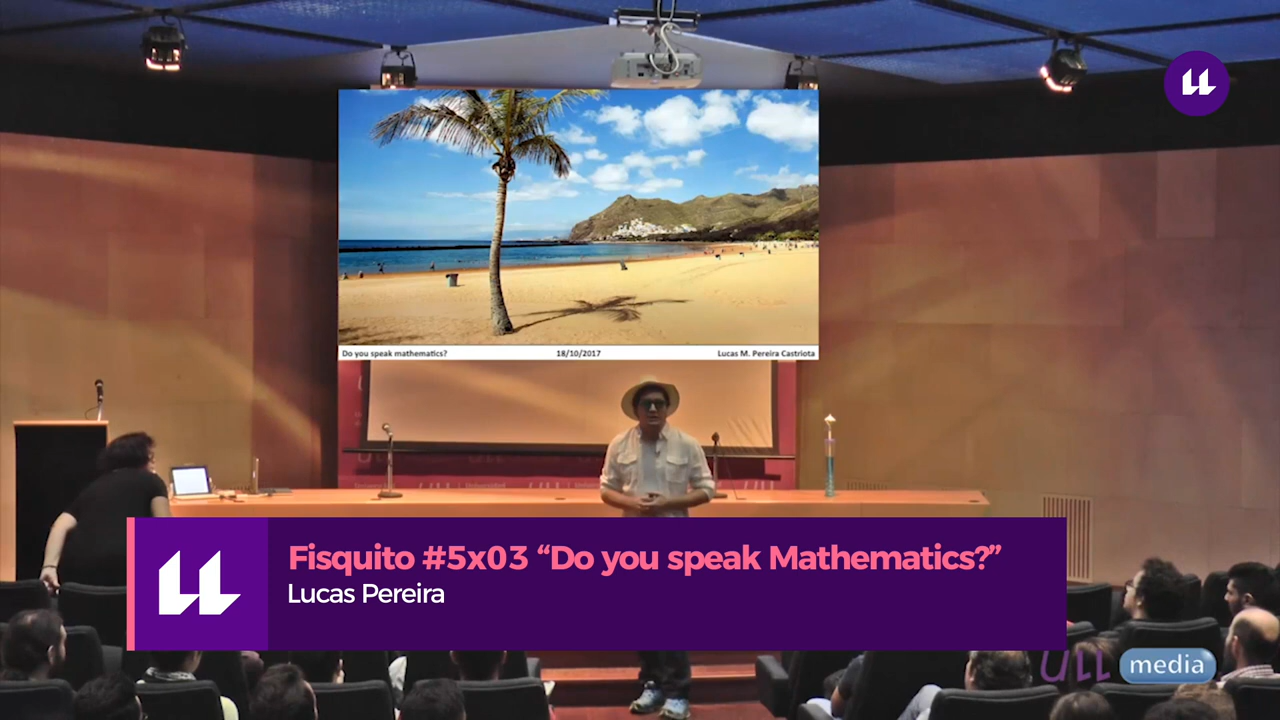 Do you speak mathematics? 18/10/2017 Lucas M. Pereira Castriota
ULL
Fisquito #5x03 “Do you speak Mathematics?”
Lucas Pereira
ULL media